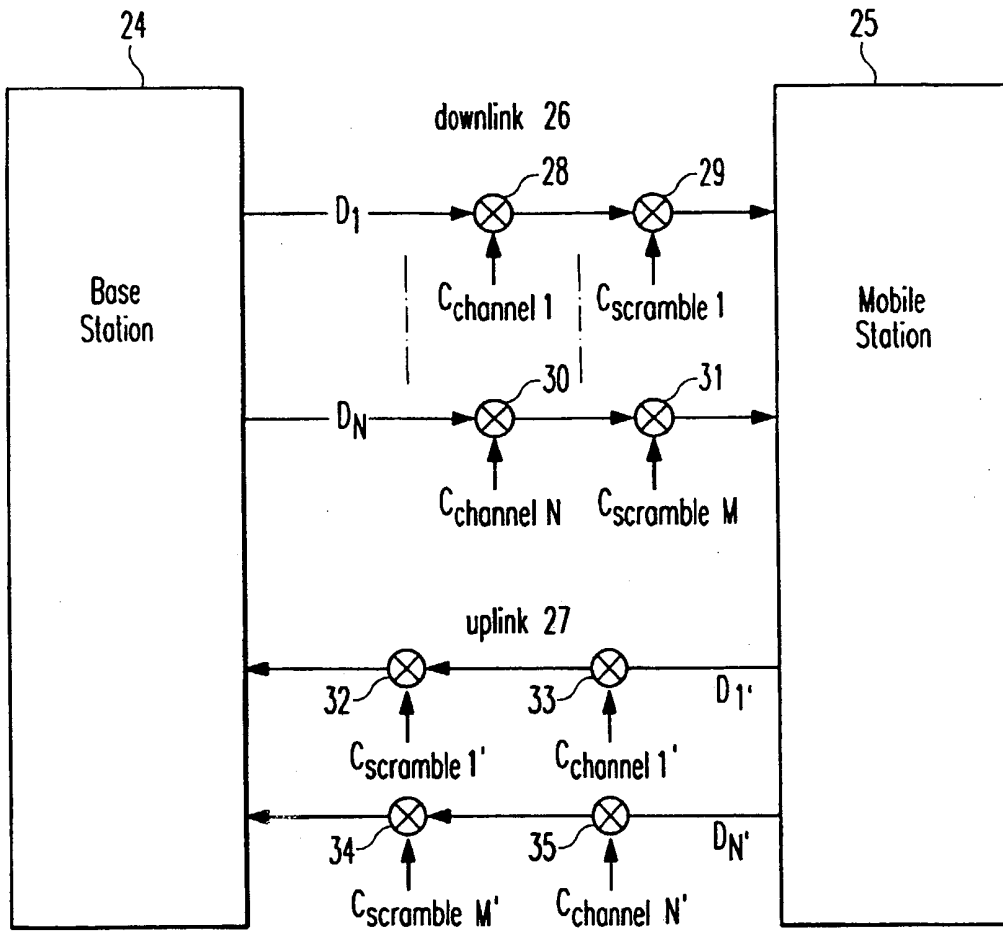 24
25
downlink 26
28
29
D1
Base
Station
Mobile
Station
Cchannel 1
Cscramble 1
30
31
DN
Cchannel N
Cscramble M
uplink 27
32
33
D1'
Cscramble 1'
Cchannel 1'
34
35
DN'
Cscramble M'
Cchannel N'